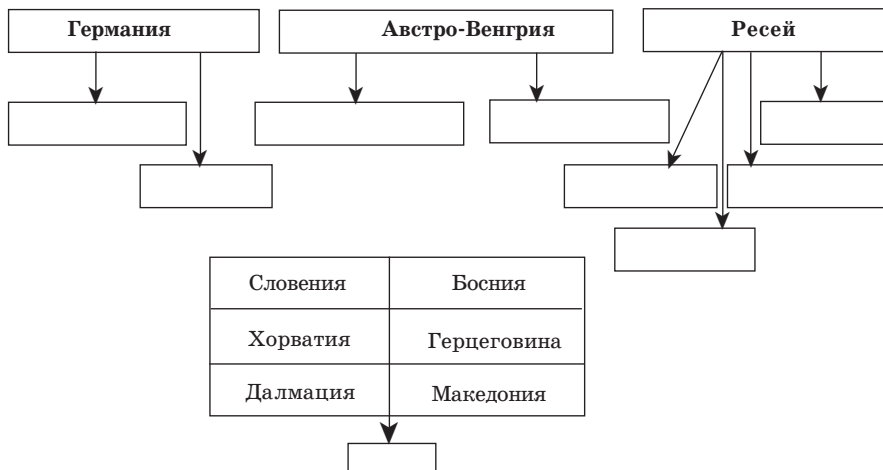 Германия Австро-Венгрия Ресей
Словения Босния
Хорватия Герцеговина
Далмация Македония